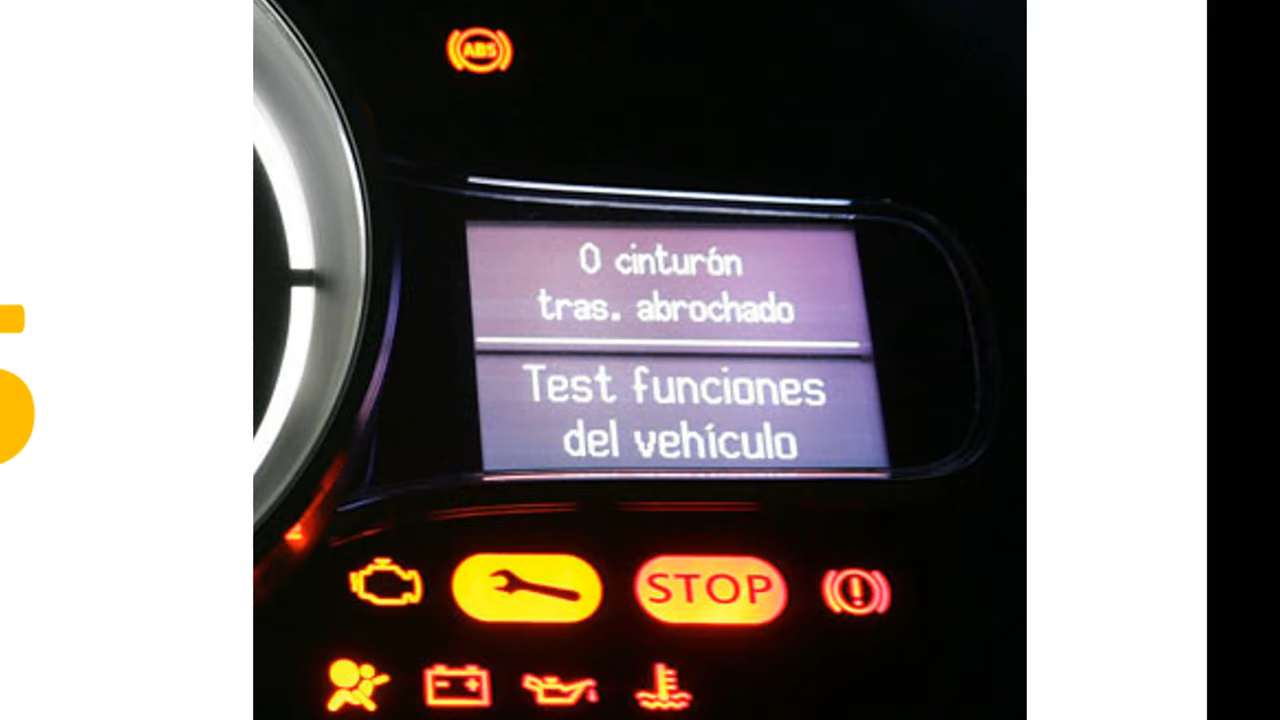 ABS
0 cinturón
tras. abrochado
Test funciones
del vehículo
STOP